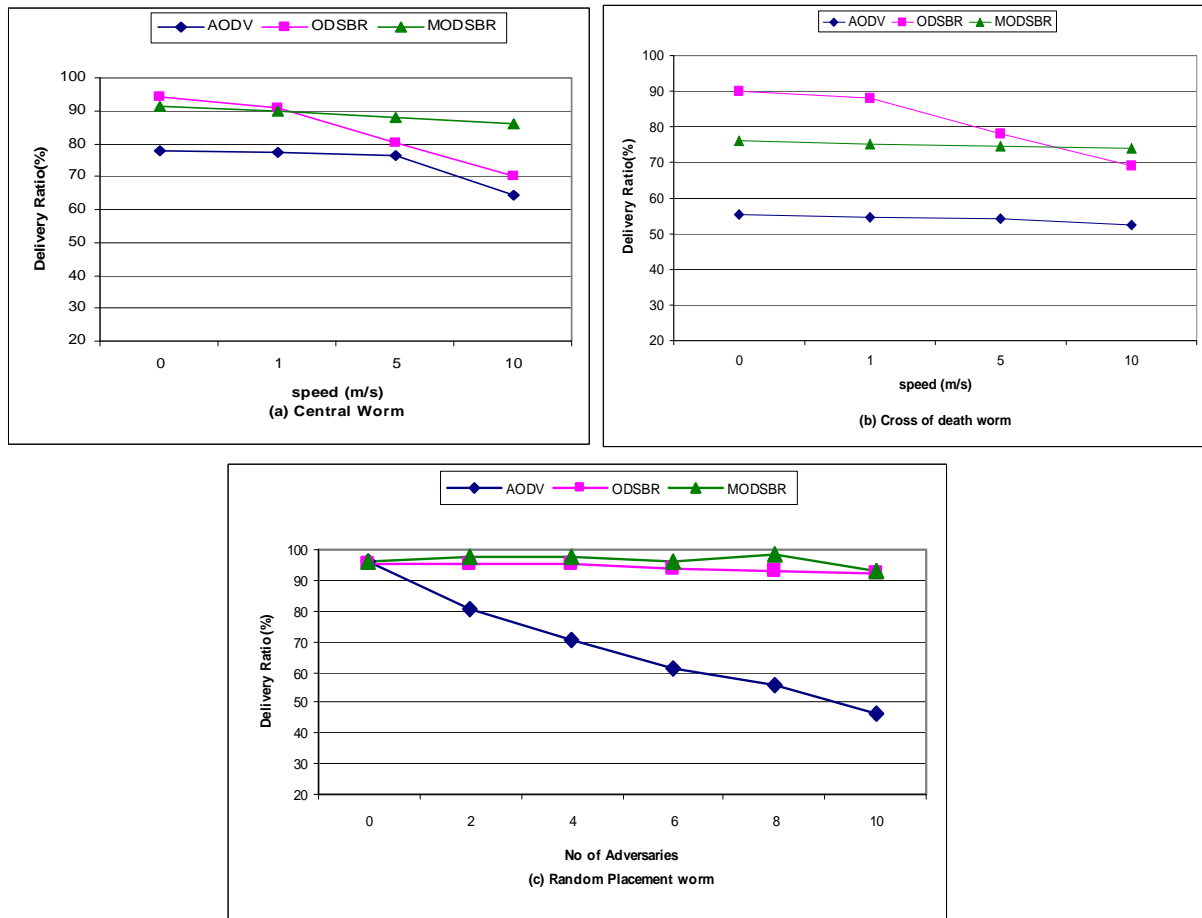 AODV ODSBR MODSBR
100
90
80
70
60
50
40
30
20
Delivery Ratio(%)
0 1 5 10
speed (m/s)
(a) Central Worm
AODV ODSBR MODSBR
100
90
80
70
60
50
40
30
20
Delivery Ratio(%)
0 1 5 10
speed (m/s)
(b) Cross of death worm
AODV ODSBR MODSBR
100
90
80
70
60
50
40
30
20
Delivery Ratio(%)
0 2 4 6 8 10
No of Adversaries
(c) Random Placement worm